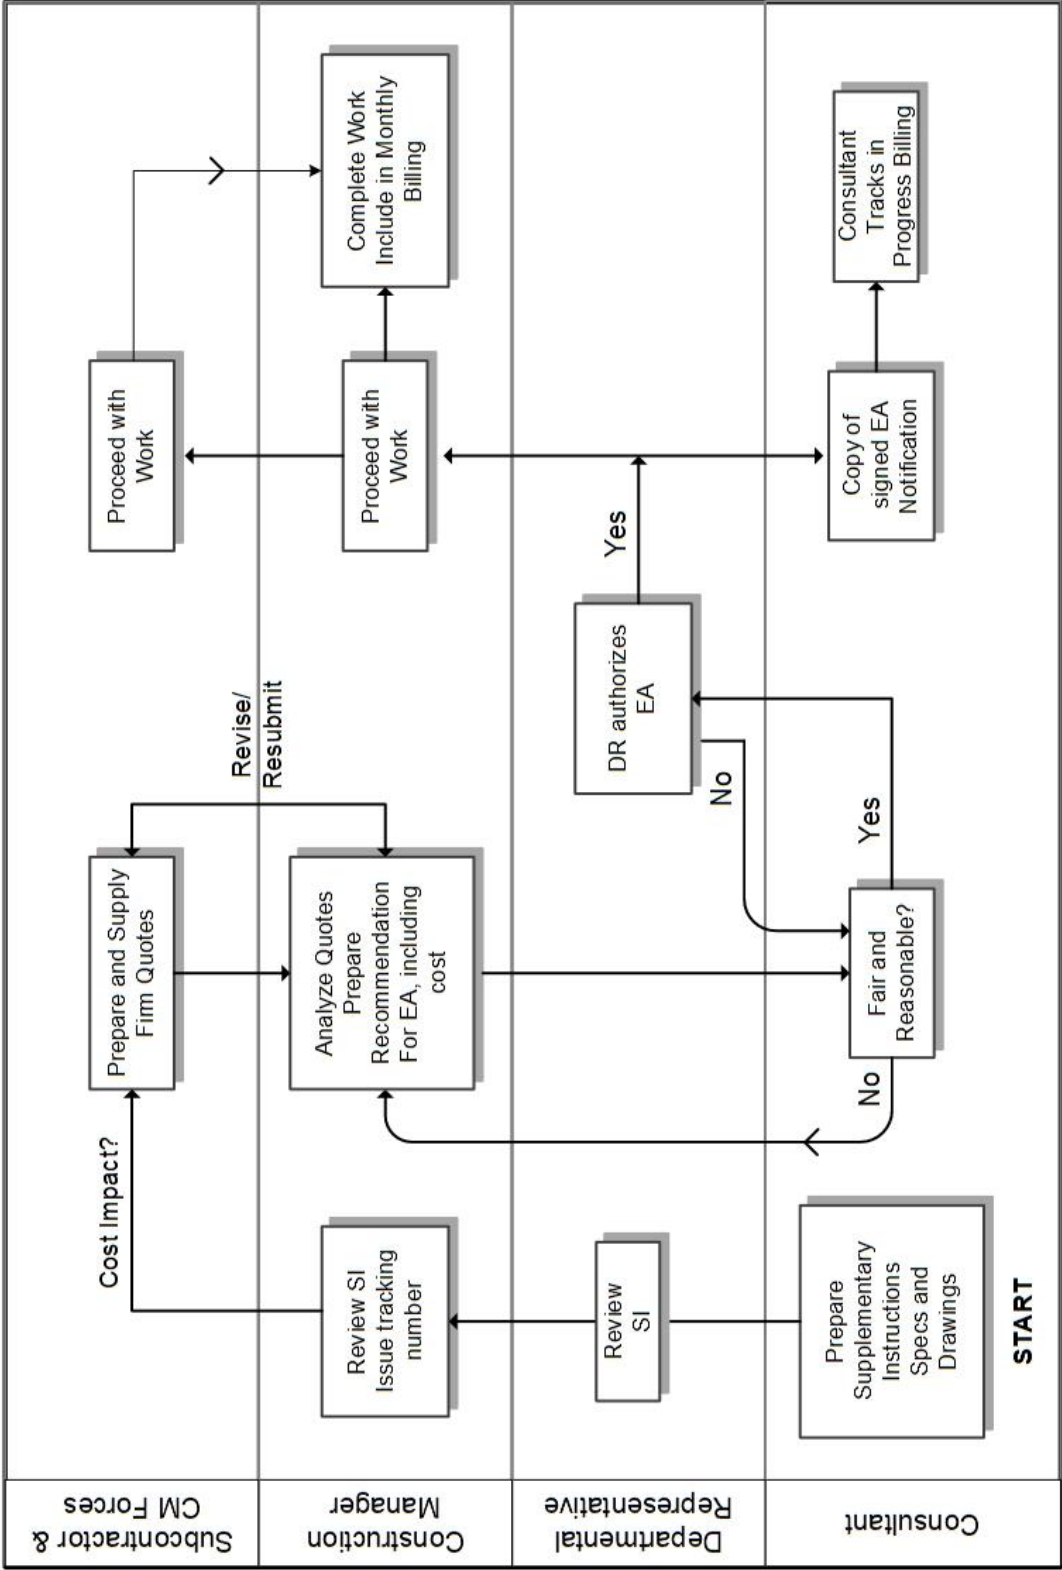 Subcontractor &
CM Forces
Cost Impact?
Prepare and Supply
Firm Quotes
Revise/
Resubmit
Proceed with
Work
Construction
Manager
Review SI
Issue tracking
number
Analyze Quotes
Prepare
Recommendation
For EA, including
cost
Proceed with
Work
Complete Work
Include in Monthly
Billing
Departmental
Representative
Review
SI
DR authorizes
EA
No
Yes
Consultant
Prepare
Supplementary
Instructions
Specs and
Drawings
START
No
Fair and
Reasonable?
Yes
Copy of
signed EA
Notification
Consultant
Tracks in
Progress Billing